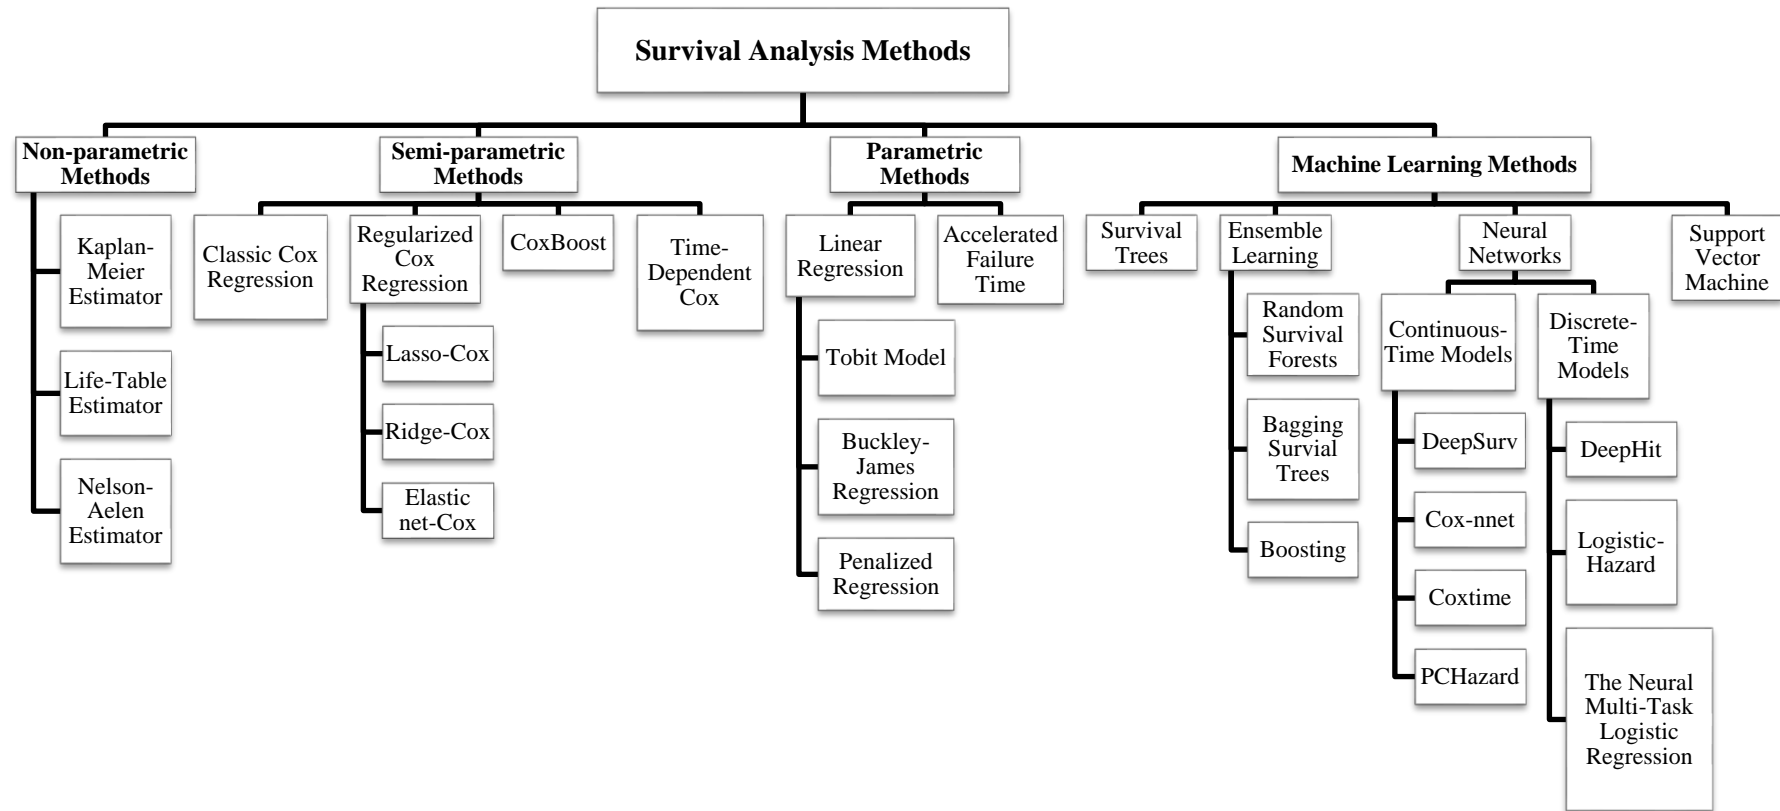 Survival Analysis Methods
Non-parametric
Methods
Semi-parametric
Methods
Parametric
Methods
Machine Learning Methods
Kaplan-
Meier
Estimator
Life-Table
Estimator
Nelson-
Aelen
Estimator
Classic Cox
Regression
Regularized
Cox
Regression
Lasso-Cox
Ridge-Cox
Elastic
net-Cox
CoxBoost
Time-
Dependent
Cox
Linear
Regression
Tobit Model
Buckley-
James
Regression
Penalized
Regression
Accelerated
Failure
Time
Survival
Trees
Ensemble
Learning
Random
Survival
Forests
Bagging
Survial
Trees
Boosting
Neural
Networks
Continuous-
Time Models
DeepSurv
Cox-nnet
Coxtime
PCHazard
Discrete-
Time
Models
DeepHit
Logistic-
Hazard
The Neural
Multi-Task
Logistic
Regression
Support
Vector
Machine